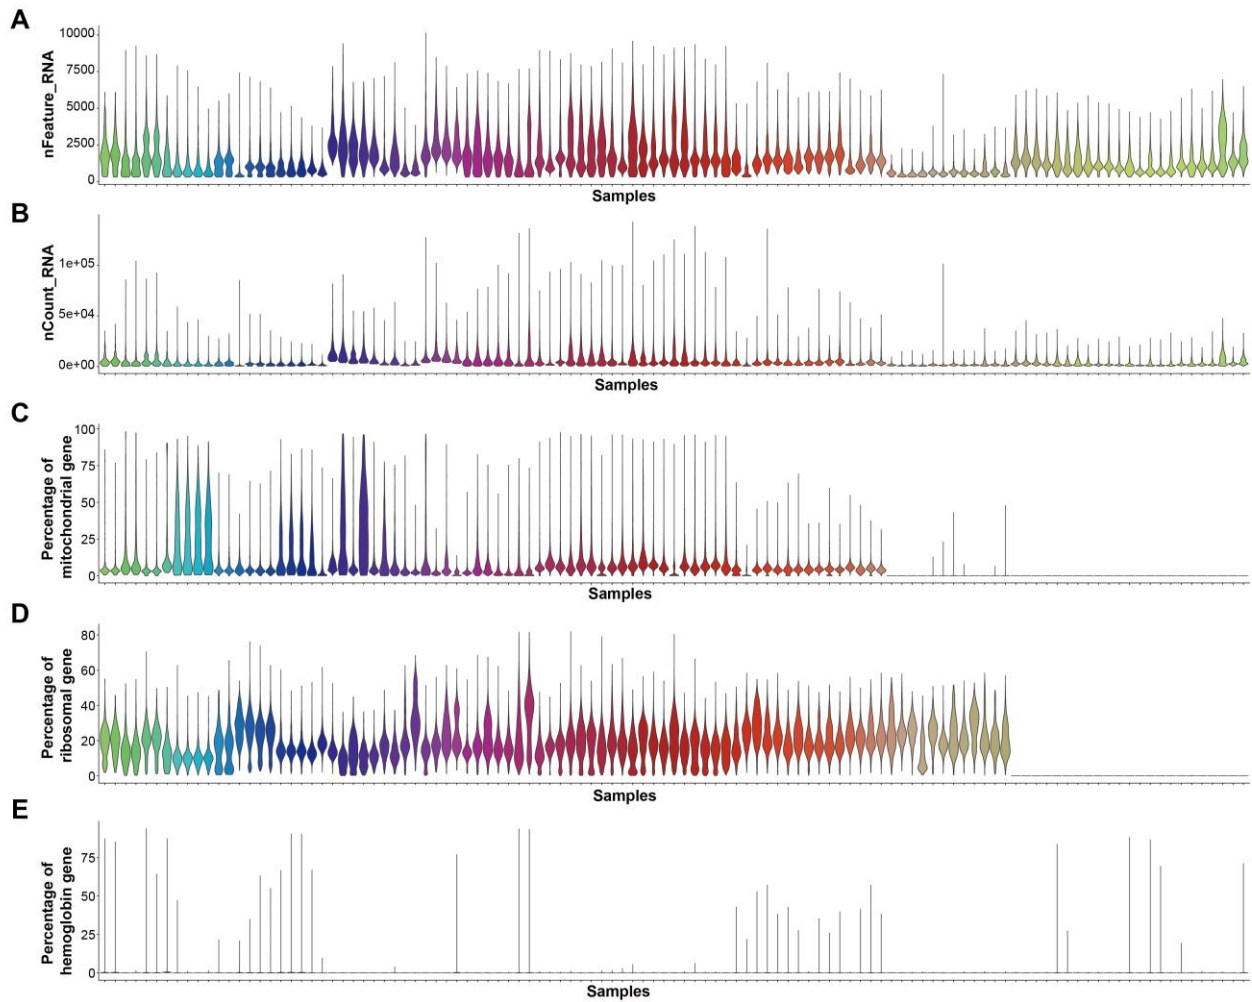 A
nFeature_RNA
10000
7500
5000
2500
0
Samples
B
nCount_RNA
1e+05
5e+04
0e+00
Samples
C
Percentage of
mitochondrial gene
100
75
50
25
0
Samples
D
Percentage of
ribosomal gene
80
60
40
20
0
Samples
E
Percentage of
hemoglobin gene
75
50
25
0
Samples